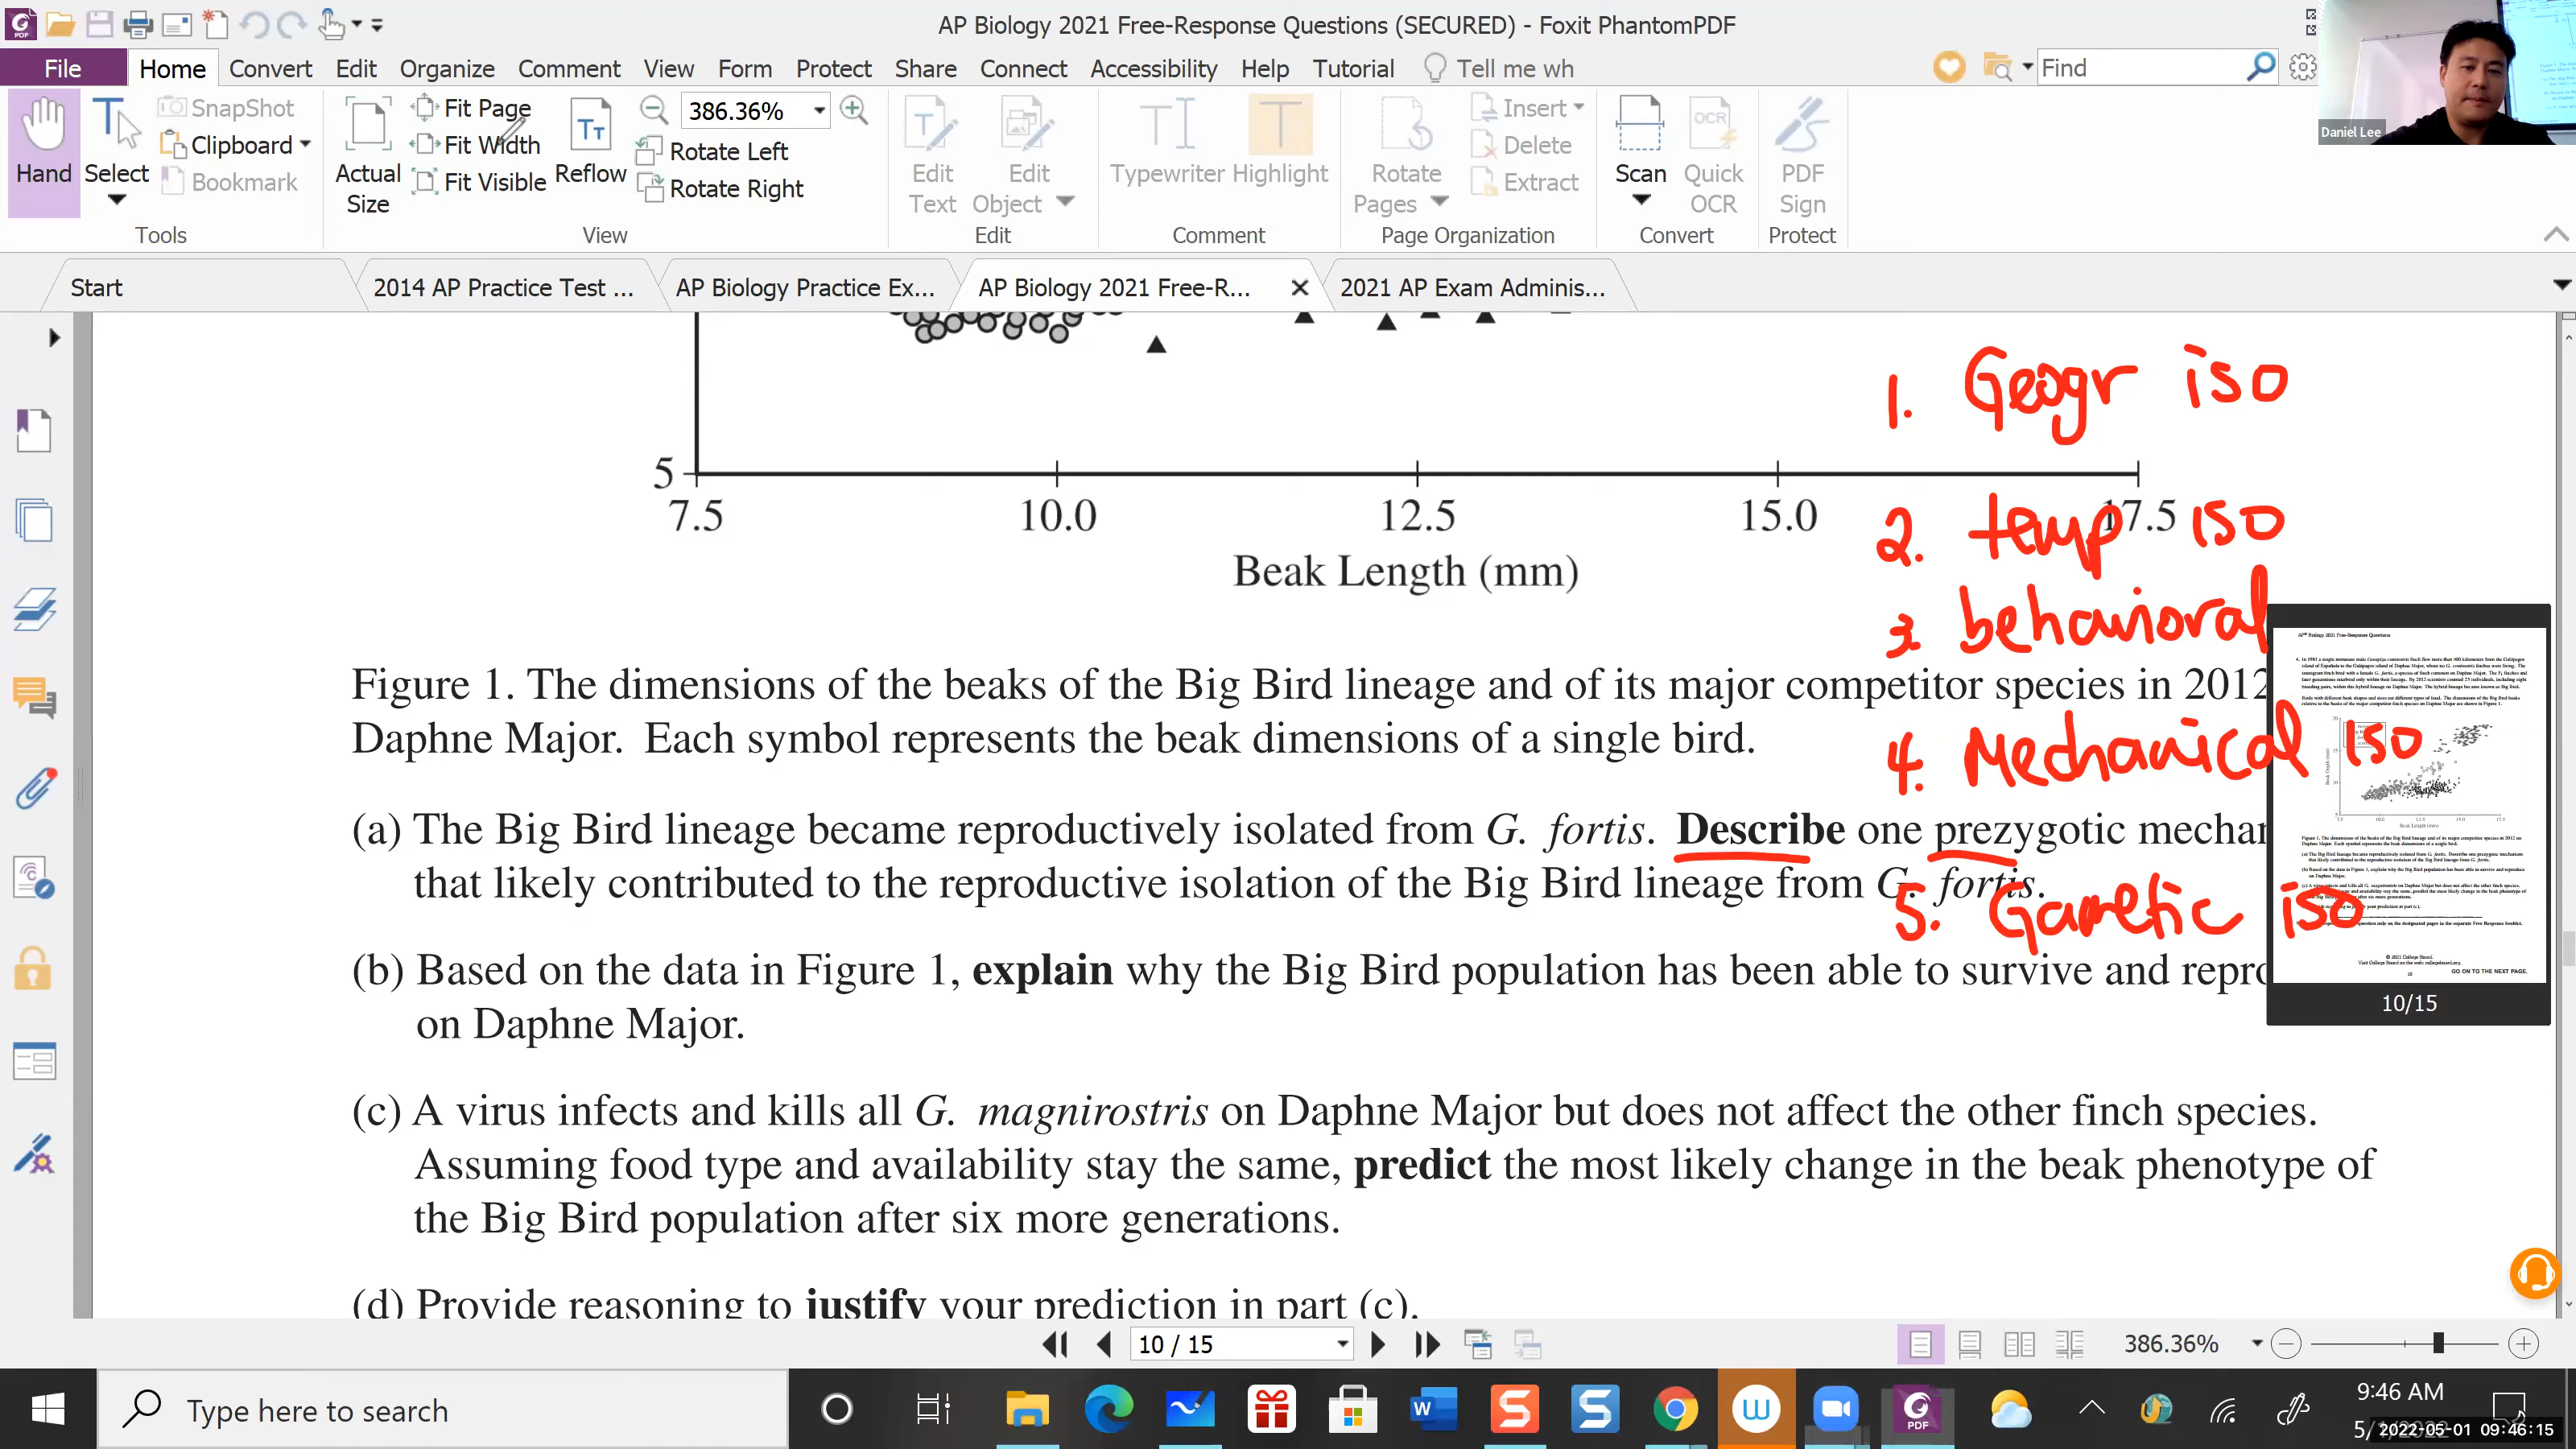 AP Biology 2021 Free-Response Questions (SECURED) - Foxit PhantomPDF
File Home Convert Edit Organize Comment View Form Protect Share Connect Accessibility Help Tutorial Tell me wh Find
Hand Select SnapShot Clipboard Bookmark
Actual Size Fit Page Fit Width Fit Visible Reflow 386.36% Rotate Left Rotate Right
Edit Text Edit Object Typewriter Highlight Rotate Pages Insert Delete Extract Scan Quick OCR PDF Sign
Tools View Edit Comment Page Organization Convert Protect
Daniel Lee
Start 2014 AP Practice Test ... AP Biology Practice Ex... AP Biology 2021 Free-R... 2021 AP Exam Adminis...
1. Geogr iso
5
7.5 10.0 12.5 15.0 17.5
2. temp iso
Beak Length (mm)
3. behavioral
Figure 1. The dimensions of the beaks of the Big Bird lineage and of its major competitor species in 2012
Daphne Major. Each symbol represents the beak dimensions of a single bird.
4. Mechanical iso
(a) The Big Bird lineage became reproductively isolated from G. fortis. Describe one prezygotic mechan
that likely contributed to the reproductive isolation of the Big Bird lineage from G. fortis.
5. Gametic iso
(b) Based on the data in Figure 1, explain why the Big Bird population has been able to survive and repro
on Daphne Major.
(c) A virus infects and kills all G. magnirostris on Daphne Major but does not affect the other finch species.
Assuming food type and availability stay the same, predict the most likely change in the beak phenotype of
the Big Bird population after six more generations.
(d) Provide reasoning to justify your prediction in part (c).
GO ON TO THE NEXT PAGE.
10/15
10 / 15 386.36%
Type here to search
9:46 AM
2022-05-01 09:46:15